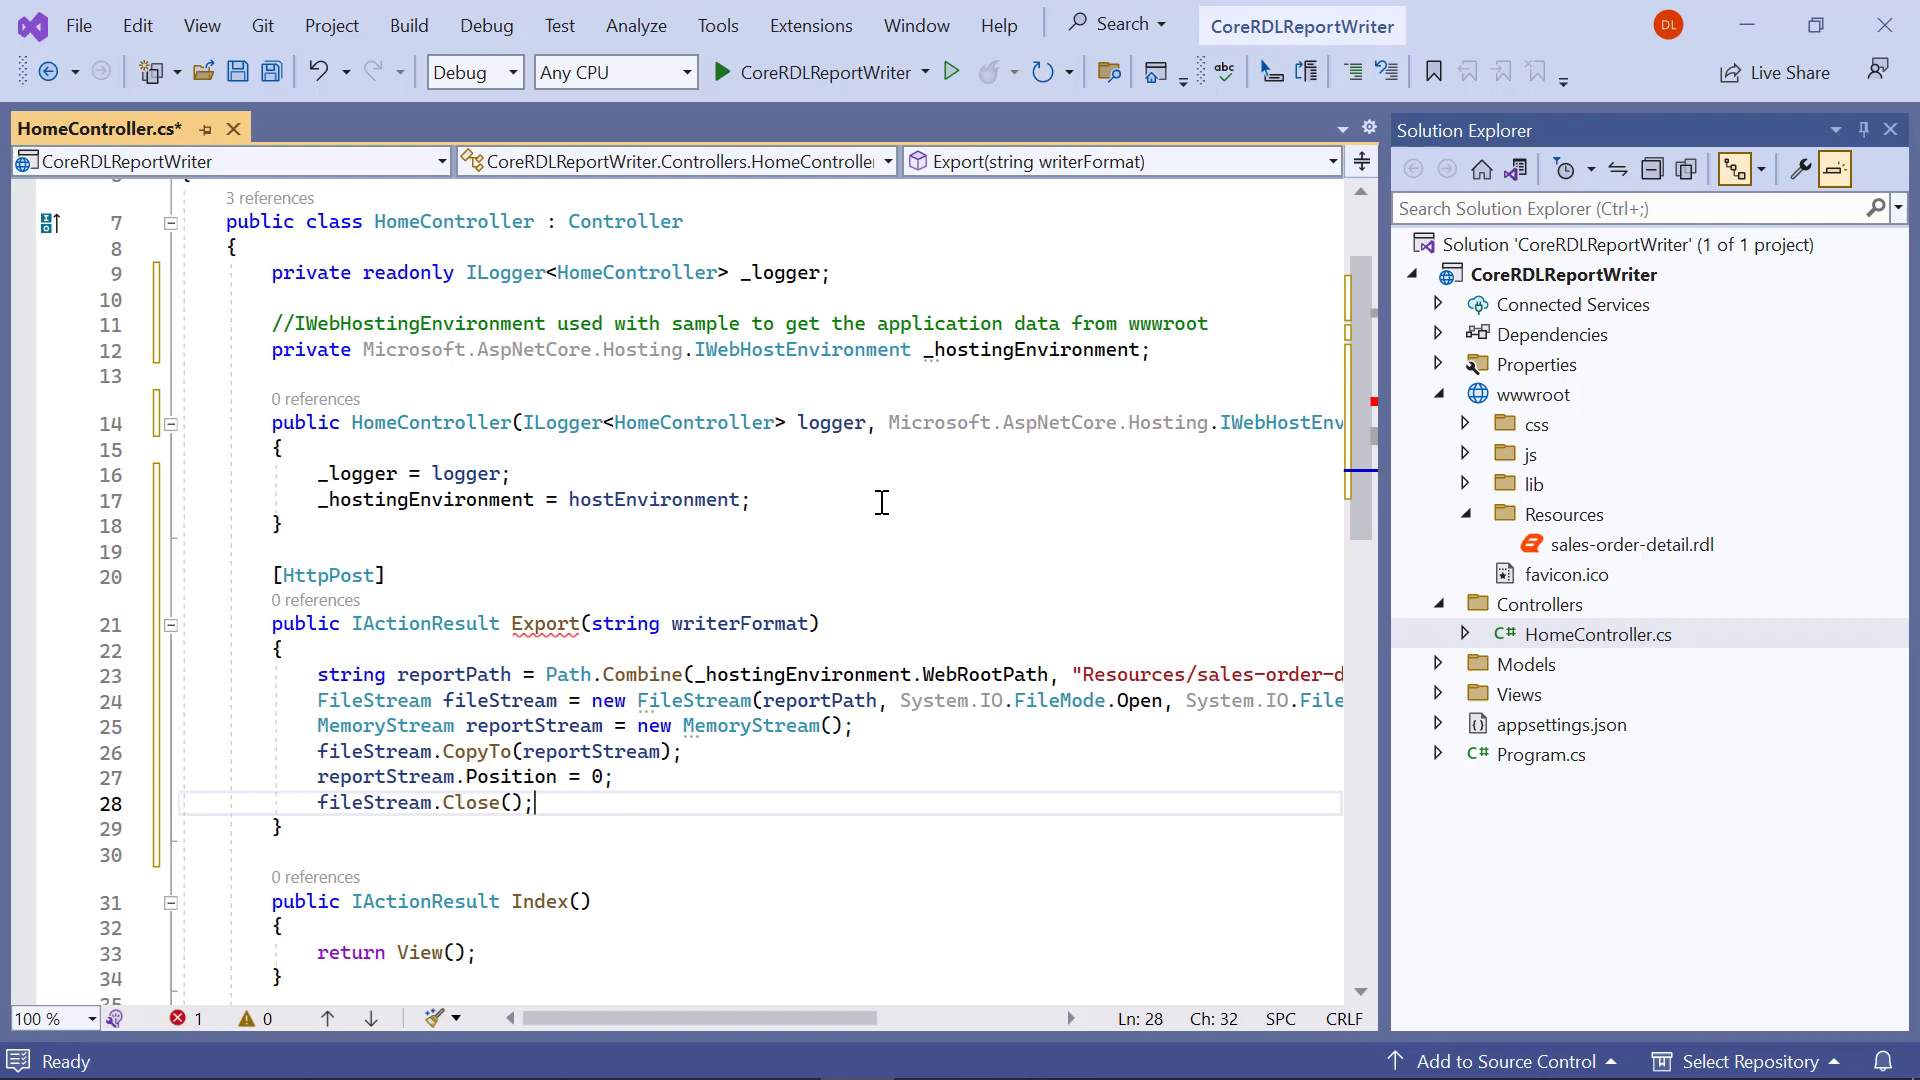 File Edit View Git Project Build Debug Test Analyze Tools Extensions Window Help Search CoreRDLReportWriter DL
Debug Any CPU CoreRDLReportWriter abc Live Share
HomeController.cs*
CoreRDLReportWriter CoreRDLReportWriter.Controllers.HomeController Export(string writerFormat)
3 references
7 public class HomeController : Controller
8 {
9 private readonly ILogger<HomeController> _logger;
10
11 //IWebHostingEnvironment used with sample to get the application data from wwwroot
12 private Microsoft.AspNetCore.Hosting.IWebHostEnvironment _hostingEnvironment;
13
0 references
14 public HomeController(ILogger<HomeController> logger, Microsoft.AspNetCore.Hosting.IWebHostEnv
15 {
16 _logger = logger;
17 _hostingEnvironment = hostEnvironment;
18 }
19
20 [HttpPost]
0 references
21 public IActionResult Export(string writerFormat)
22 {
23 string reportPath = Path.Combine(_hostingEnvironment.WebRootPath, "Resources/sales-order-d
24 FileStream fileStream = new FileStream(reportPath, System.IO.FileMode.Open, System.IO.File
25 MemoryStream reportStream = new MemoryStream();
26 fileStream.CopyTo(reportStream);
27 reportStream.Position = 0;
28 fileStream.Close();
29 }
30
0 references
31 public IActionResult Index()
32 {
33 return View();
34 }
100 % 1 0 Ln: 28 Ch: 32 SPC CRLF
Solution Explorer
Search Solution Explorer (Ctrl+;)
Solution 'CoreRDLReportWriter' (1 of 1 project)
CoreRDLReportWriter
Connected Services
Dependencies
Properties
wwwroot
css
js
lib
Resources
sales-order-detail.rdl
favicon.ico
Controllers
C# HomeController.cs
Models
Views
appsettings.json
C# Program.cs
Ready Add to Source Control Select Repository